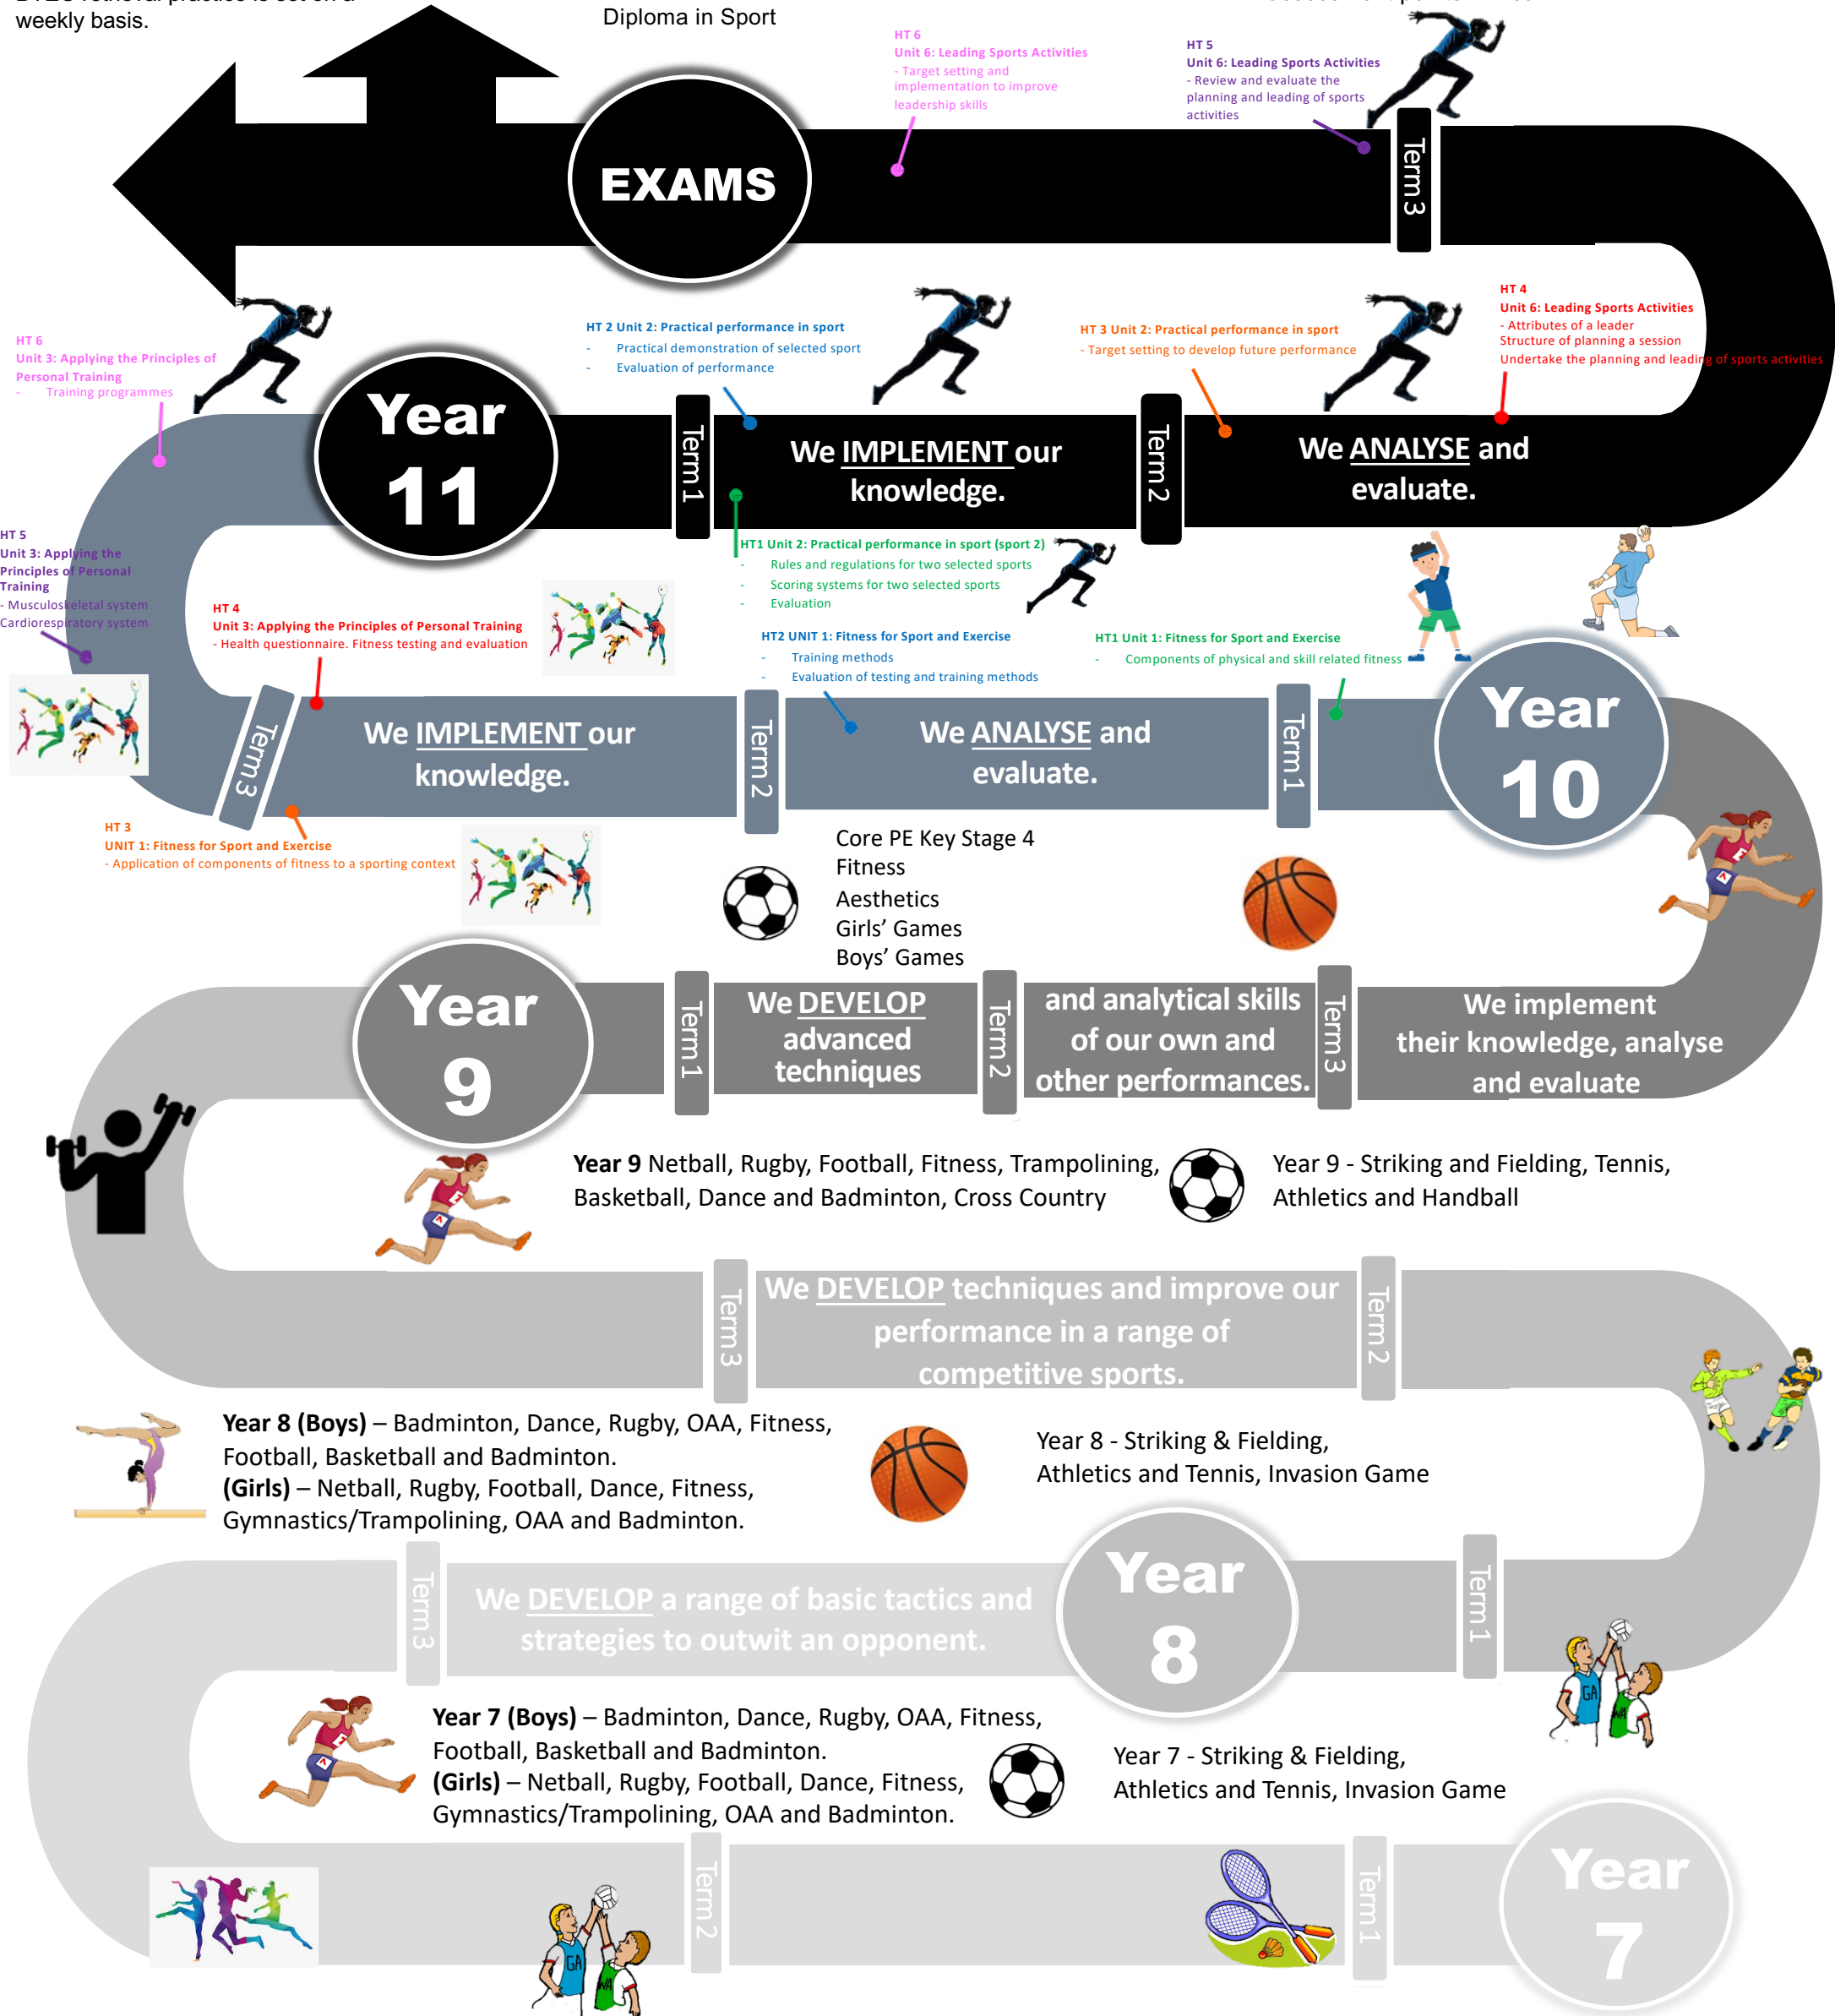 weekly basis.
Diploma in Sport
HT 6
Unit 6: Leading Sports Activities
- Target setting and
implementation to improve
leadership skills
HT 5
Unit 6: Leading Sports Activities
- Review and evaluate the
planning and leading of sports
activities
Term 3
EXAMS
HT 4
Unit 6: Leading Sports Activities
- Attributes of a leader
Structure of planning a session
Undertake the planning and leading of sports activities
HT 3 Unit 2: Practical performance in sport
- Target setting to develop future performance
HT 2 Unit 2: Practical performance in sport
- Practical demonstration of selected sport
- Evaluation of performance
HT 6
Unit 3: Applying the Principles of
Personal Training
- Training programmes
Year
11
Term 1
We IMPLEMENT our
knowledge.
Term 2
We ANALYSE and
evaluate.
HT1 Unit 2: Practical performance in sport (sport 2)
- Rules and regulations for two selected sports
- Scoring systems for two selected sports
- Evaluation
HT 5
Unit 3: Applying the
Principles of Personal
Training
- Musculoskeletal system
Cardiorespiratory system
HT 4
Unit 3: Applying the Principles of Personal Training
- Health questionnaire. Fitness testing and evaluation
HT2 UNIT 1: Fitness for Sport and Exercise
- Training methods
- Evaluation of testing and training methods
HT1 Unit 1: Fitness for Sport and Exercise
- Components of physical and skill related fitness
Term 3
We IMPLEMENT our
knowledge.
Term 2
We ANALYSE and
evaluate.
Term 1
Year
10
HT 3
UNIT 1: Fitness for Sport and Exercise
- Application of components of fitness to a sporting context
Core PE Key Stage 4
Fitness
Aesthetics
Girls' Games
Boys' Games
Year
9
Term 1
We DEVELOP
advanced
techniques
Term 2
and analytical skills
of our own and
other performances.
Term 3
We implement
their knowledge, analyse
and evaluate
Year 9 Netball, Rugby, Football, Fitness, Trampolining,
Basketball, Dance and Badminton, Cross Country
Year 9 - Striking and Fielding, Tennis,
Athletics and Handball
Term 3
We DEVELOP techniques and improve our
performance in a range of
competitive sports.
Term 2
Year 8 (Boys) – Badminton, Dance, Rugby, OAA, Fitness,
Football, Basketball and Badminton.
(Girls) – Netball, Rugby, Football, Dance, Fitness,
Gymnastics/Trampolining, OAA and Badminton.
Year 8 - Striking & Fielding,
Athletics and Tennis, Invasion Game
Term 3
We DEVELOP a range of basic tactics and
strategies to outwit an opponent.
Year
8
Term 1
GA
WA
Year 7 (Boys) – Badminton, Dance, Rugby, OAA, Fitness,
Football, Basketball and Badminton.
(Girls) – Netball, Rugby, Football, Dance, Fitness,
Gymnastics/Trampolining, OAA and Badminton.
Year 7 - Striking & Fielding,
Athletics and Tennis, Invasion Game
Term 2
Term 1
Year
7
GA
WA